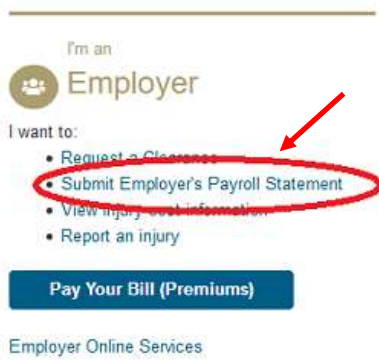 I'm an
Employer
I want to:
• Request a Clearance
• Submit Employer's Payroll Statement
• View injury cost information
• Report an injury
Pay Your Bill (Premiums)
Employer Online Services